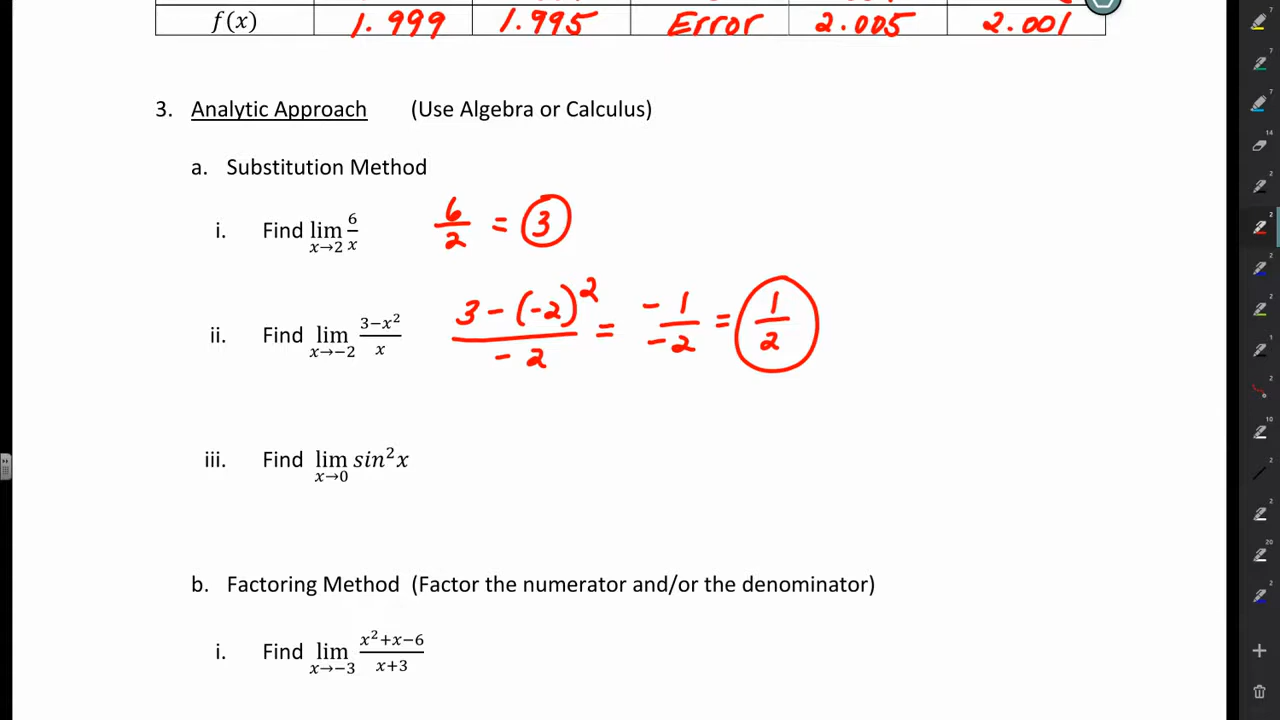 f(x) 1.999 1.995 Error 2.005 2.001
3. Analytic Approach (Use Algebra or Calculus)
a. Substitution Method
i. Find lim x→2 6/x 6/2 = 3
ii. Find lim x→−2 3−x²/x 3-(-2)²/-2 = -1/-2 = 1/2
iii. Find lim x→0 sin²x
b. Factoring Method (Factor the numerator and/or the denominator)
i. Find lim x→−3 x²+x−6/x+3